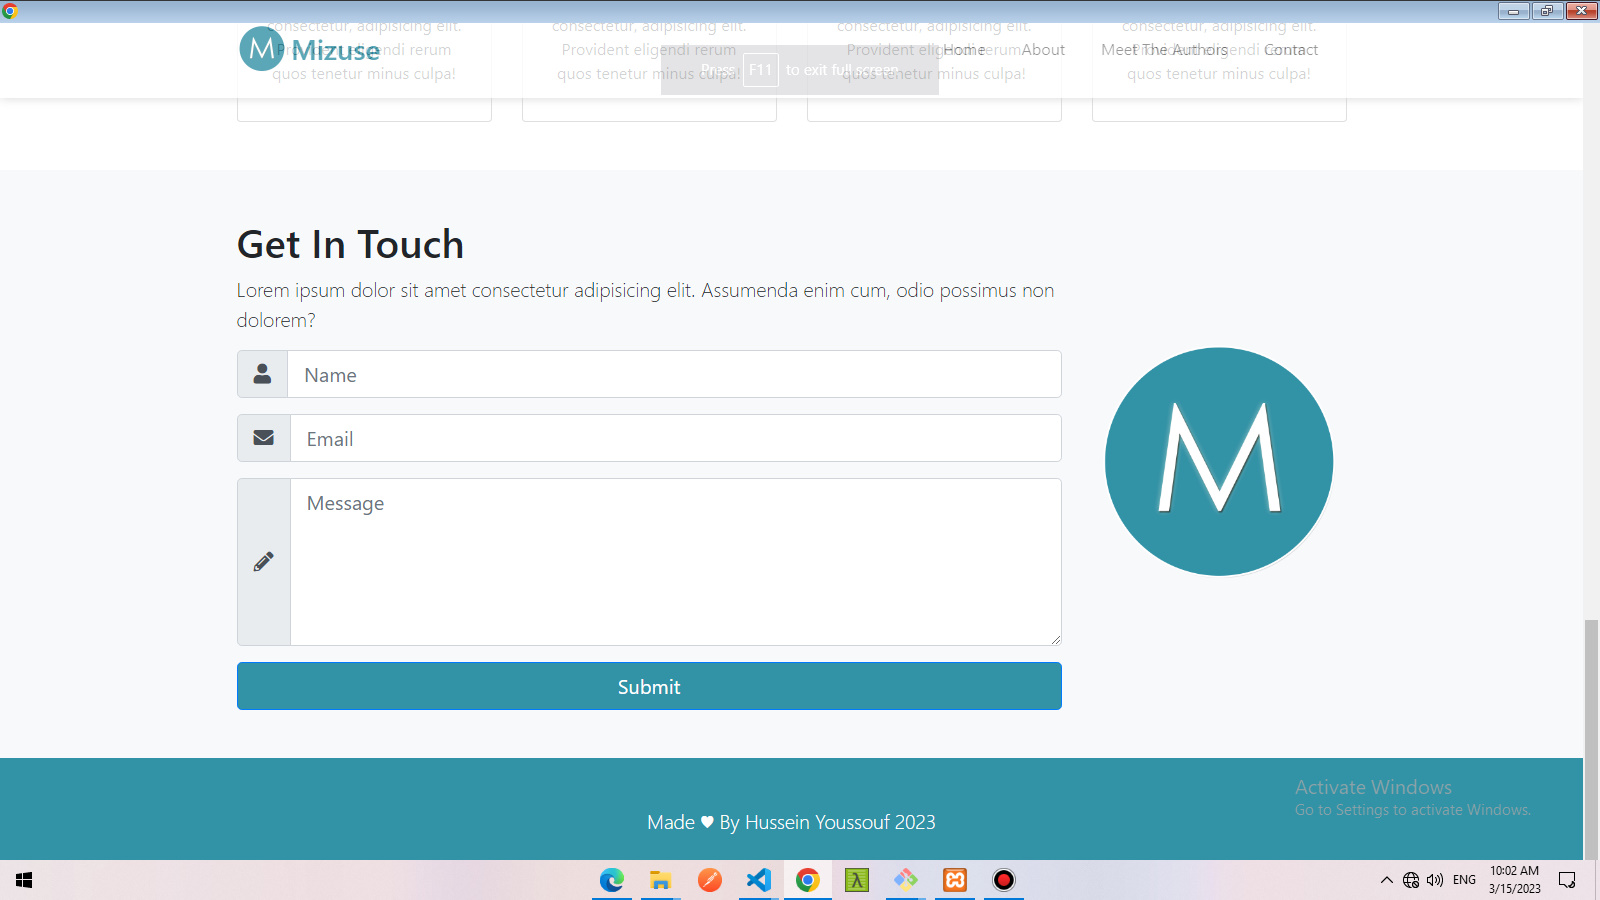 consectetur, adipisicing elit.
Provident eligendi rerum
quos tenetur minus culpa!
consectetur, adipisicing elit.
Provident eligendi rerum
quos tenetur minus culpa!
consectetur, adipisicing elit.
Provident eligendi rerum
quos tenetur minus culpa!
consectetur, adipisicing elit.
Provident eligendi rerum
quos tenetur minus culpa!
M Mizuse
Home About Meet The Authors Contact
Press F11 to exit full screen
Get In Touch
Lorem ipsum dolor sit amet consectetur adipisicing elit. Assumenda enim cum, odio possimus non
dolorem?
Name
Email
Message
Submit
M
Made ♥ By Hussein Youssouf 2023
Activate Windows
Go to Settings to activate Windows.
ENG
10:02 AM
3/15/2023